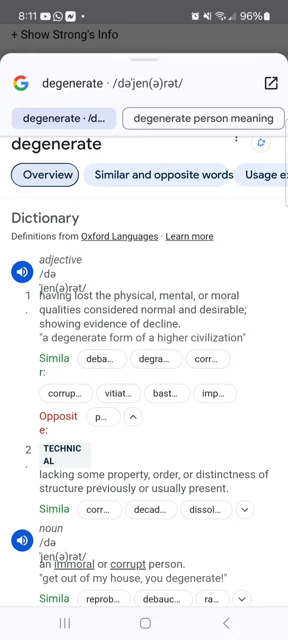 8:11
96%
+ Show Strong's Info
degenerate · /dəˈjen(ə)rət/
degenerate · /d...
degenerate person meaning
degenerate
Overview
Similar and opposite words
Usage e
Dictionary
Definitions from Oxford Languages · Learn more
adjective
/də
ˈjen(ə)rət/
1
.
having lost the physical, mental, or moral
qualities considered normal and desirable;
showing evidence of decline.
"a degenerate form of a higher civilization"
Simila
r:
deba...
degra...
corr...
corrup...
vitiat...
bast...
imp...
Opposit
e:
p...
2
.
TECHNIC
AL
lacking some property, order, or distinctness of
structure previously or usually present.
Simila
corr...
decad...
dissol...
noun
/də
ˈjen(ə)rət/
an immoral or corrupt person.
"get out of my house, you degenerate!"
Simila
reprob...
debauc...
ra...